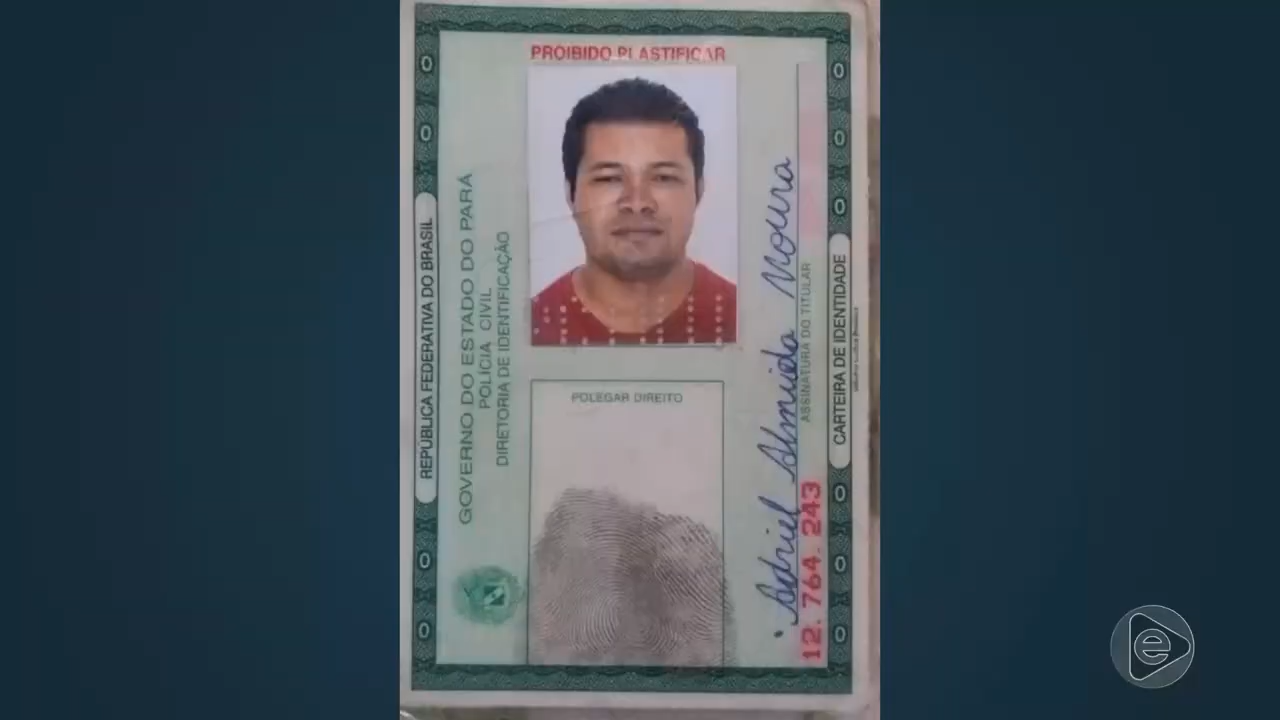 PROIBIDO PLASTIFICAR
REPÚBLICA FEDERATIVA DO BRASIL
GOVERNO DO ESTADO DO PARÁ
POLÍCIA CIVIL
DIRETORIA DE IDENTIFICAÇÃO
POLEGAR DIREITO
Adriel Almeida Moura
ASSINATURA DO TITULAR
12. 764. 243
CARTEIRA DE IDENTIDADE
e